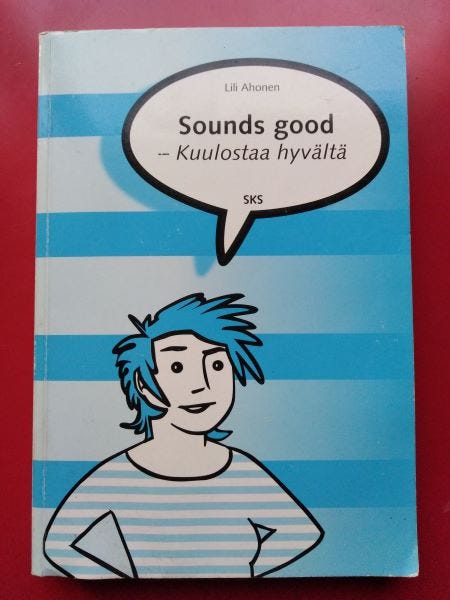 Lili Ahonen
Sounds good
– Kuulostaa hyvältä
SKS